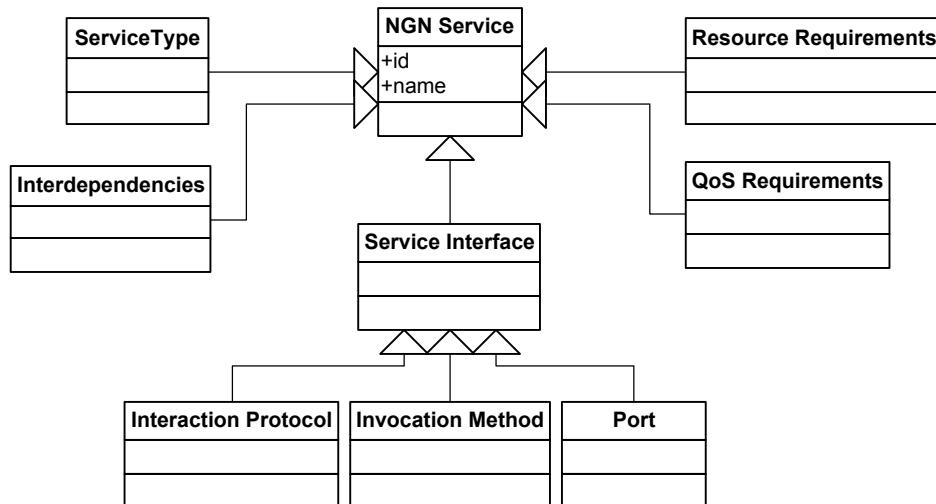 ServiceType
NGN Service
+id
+name
Resource Requirements
Interdependencies
QoS Requirements
Service Interface
Interaction Protocol
Invocation Method
Port